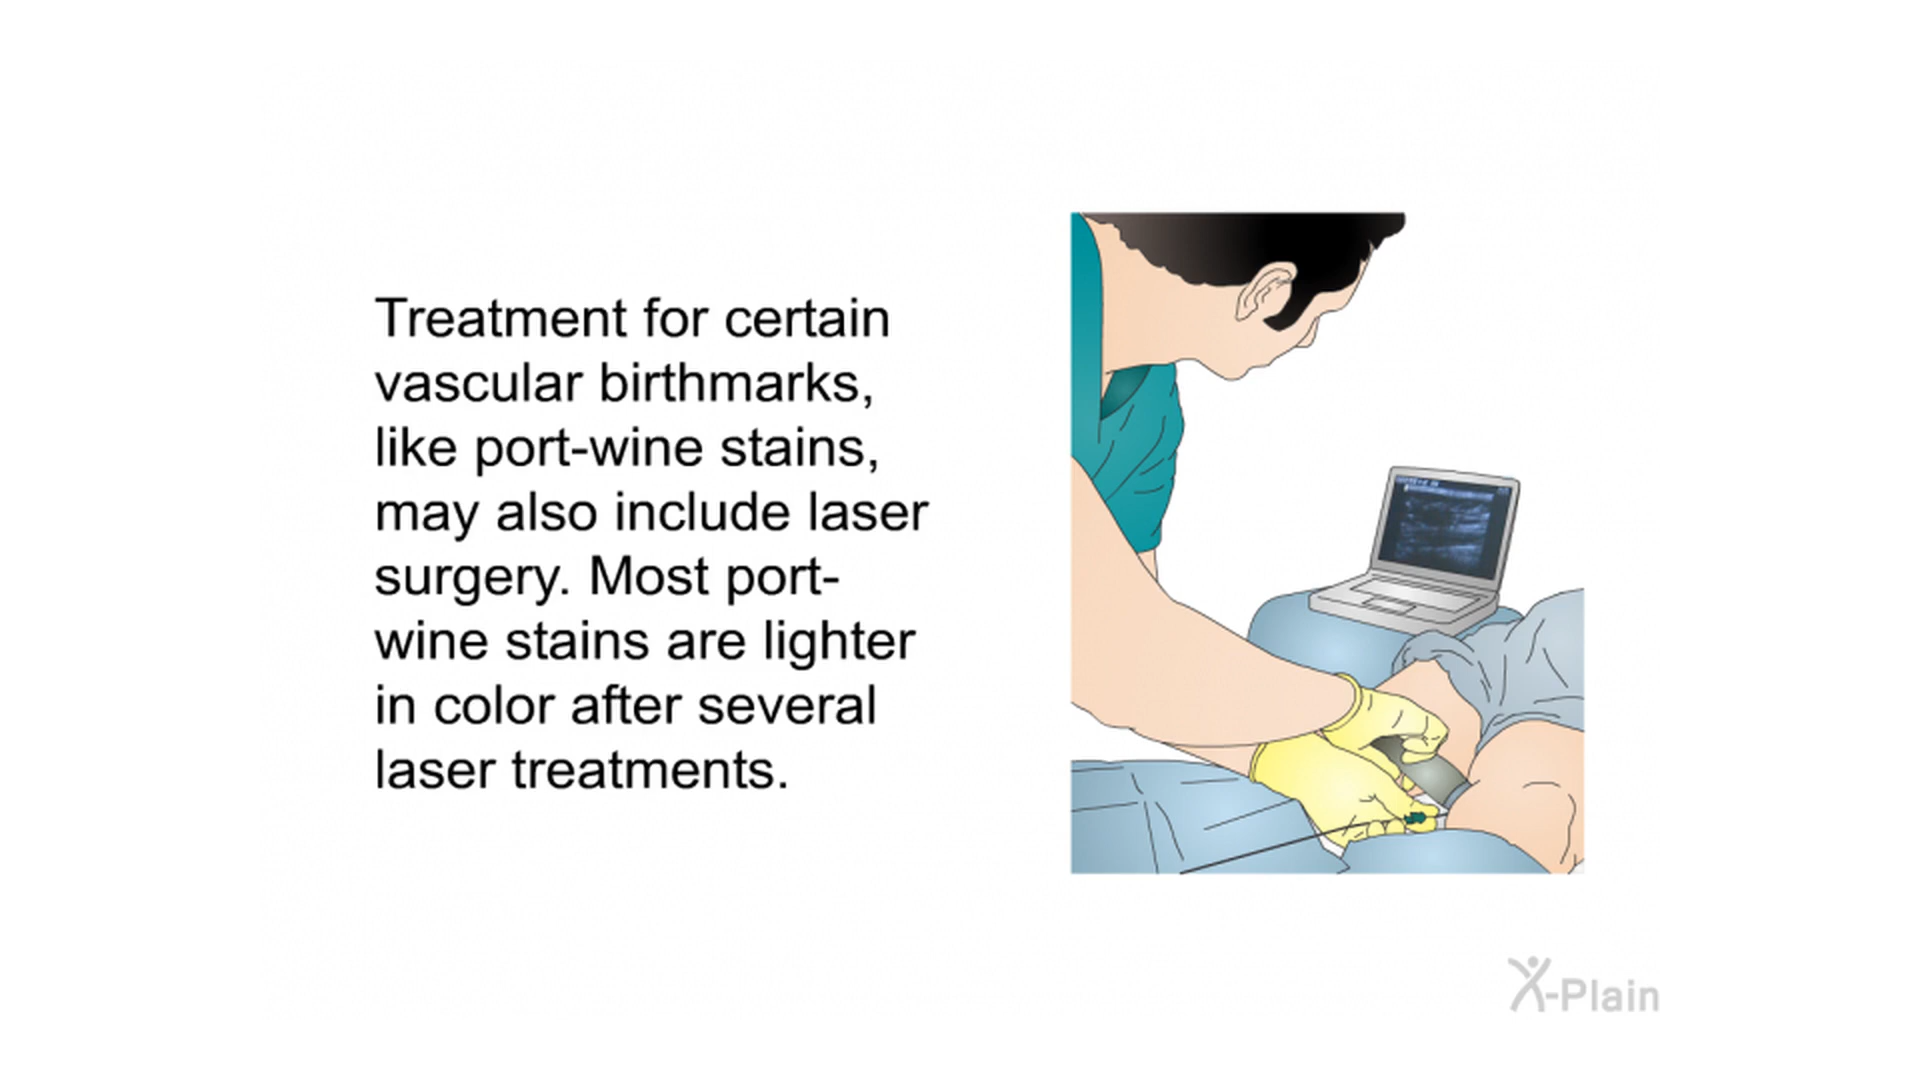 Treatment for certain
vascular birthmarks,
like port-wine stains,
may also include laser
surgery. Most port-
wine stains are lighter
in color after several
laser treatments.
X-Plain